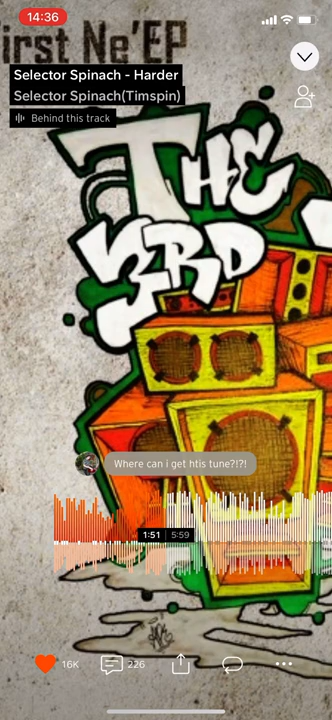 14:36
irst Ne'EP
Selector Spinach - Harder
Selector Spinach(Timspin)
Behind this track
THE
3RD
Where can i get htis tune?!?!
1:51 | 5:59
16K
226